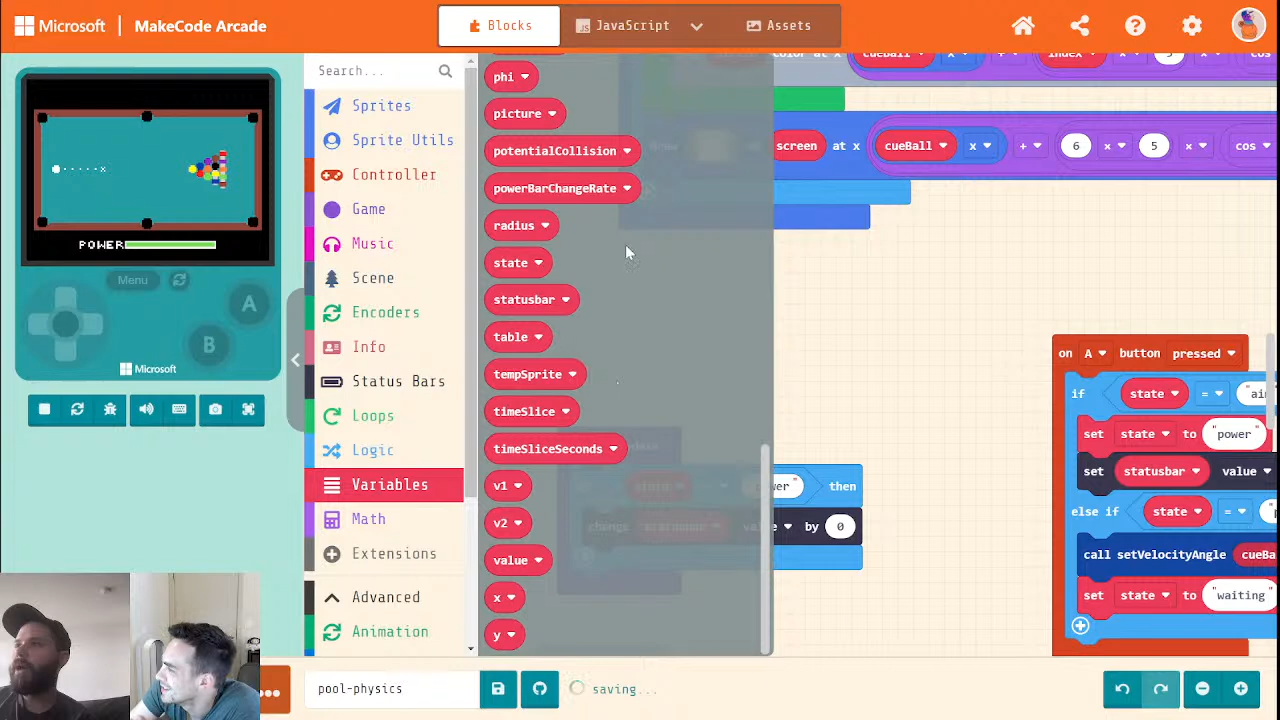 Microsoft | MakeCode Arcade
Blocks
JavaScript
Assets
POWER
Menu
A
B
Microsoft
Search...
Sprites
Sprite Utils
Controller
Game
Music
Scene
Encoders
Info
Status Bars
Loops
Logic
Variables
Math
Extensions
Advanced
Animation
phi
picture
potentialCollision
powerBarChangeRate
radius
state
statusbar
table
tempSprite
timeSlice
timeSliceSeconds
v1
v2
value
x
y
screen at x cueBall x + 6 x 5 x cos
on A button pressed
if state =
set state to "power"
set statusbar value
else if state =
call setVelocityAngle
set state to "waiting"
then
change by 0
pool-physics
saving...